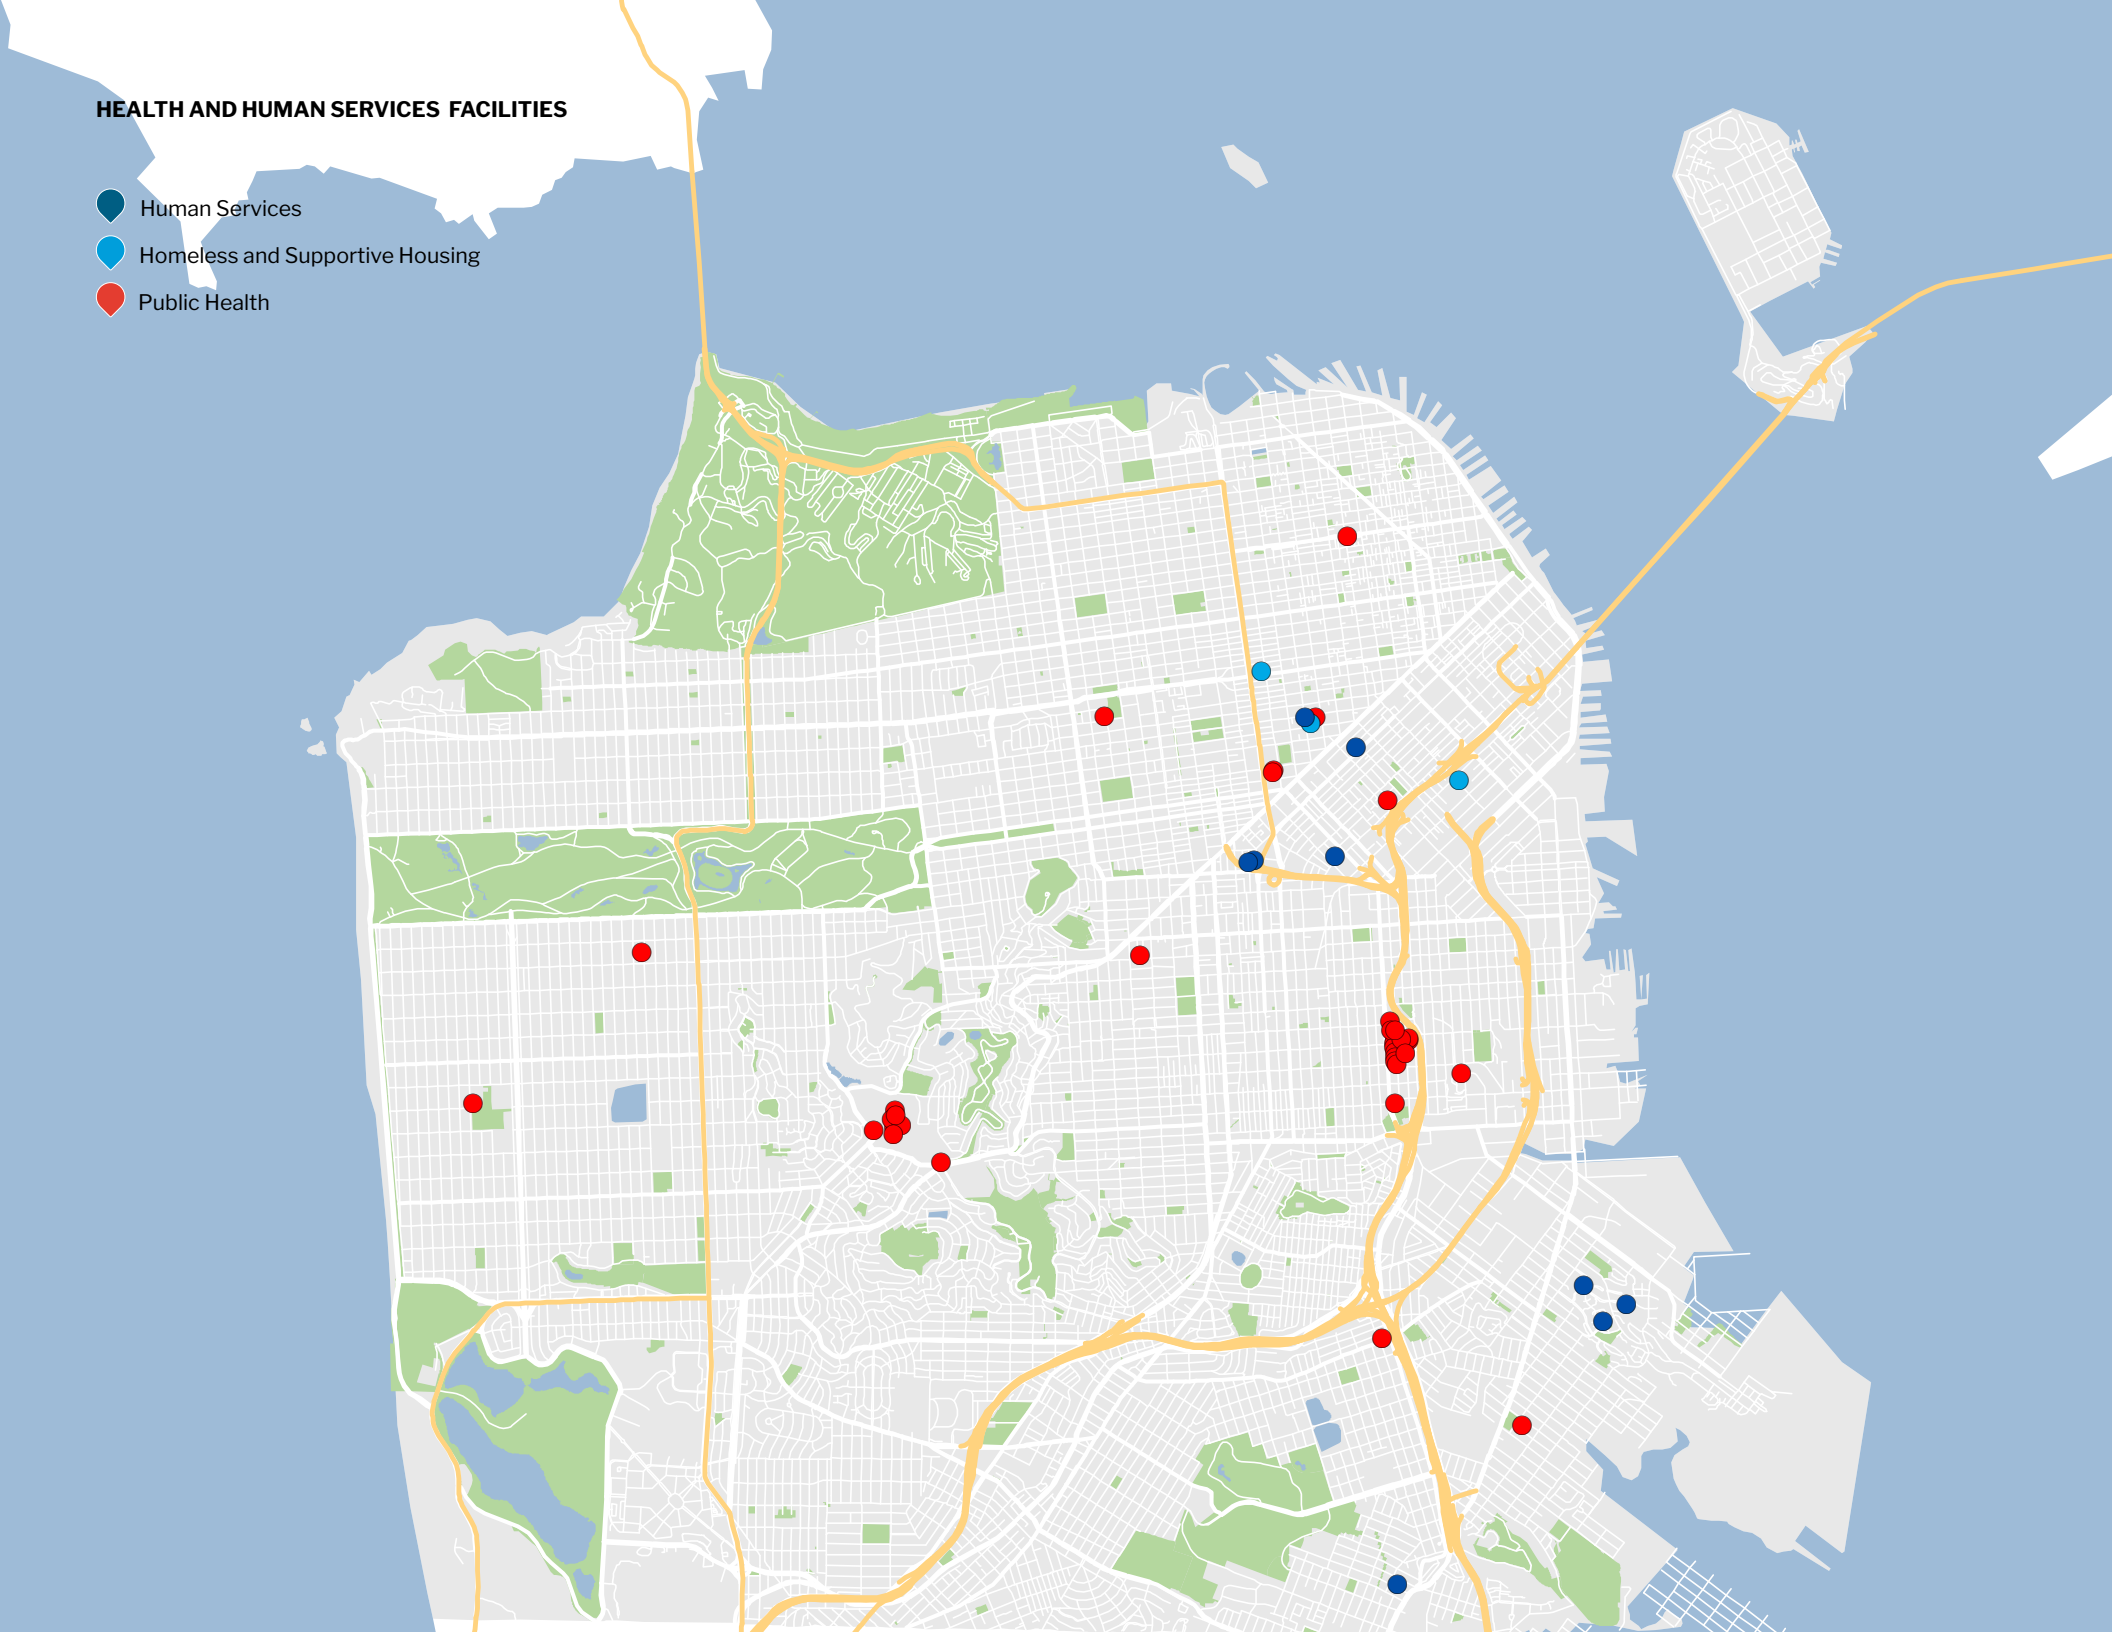 HEALTH AND HUMAN SERVICES FACILITIES
Human Services
Homeless and Supportive Housing
Public Health